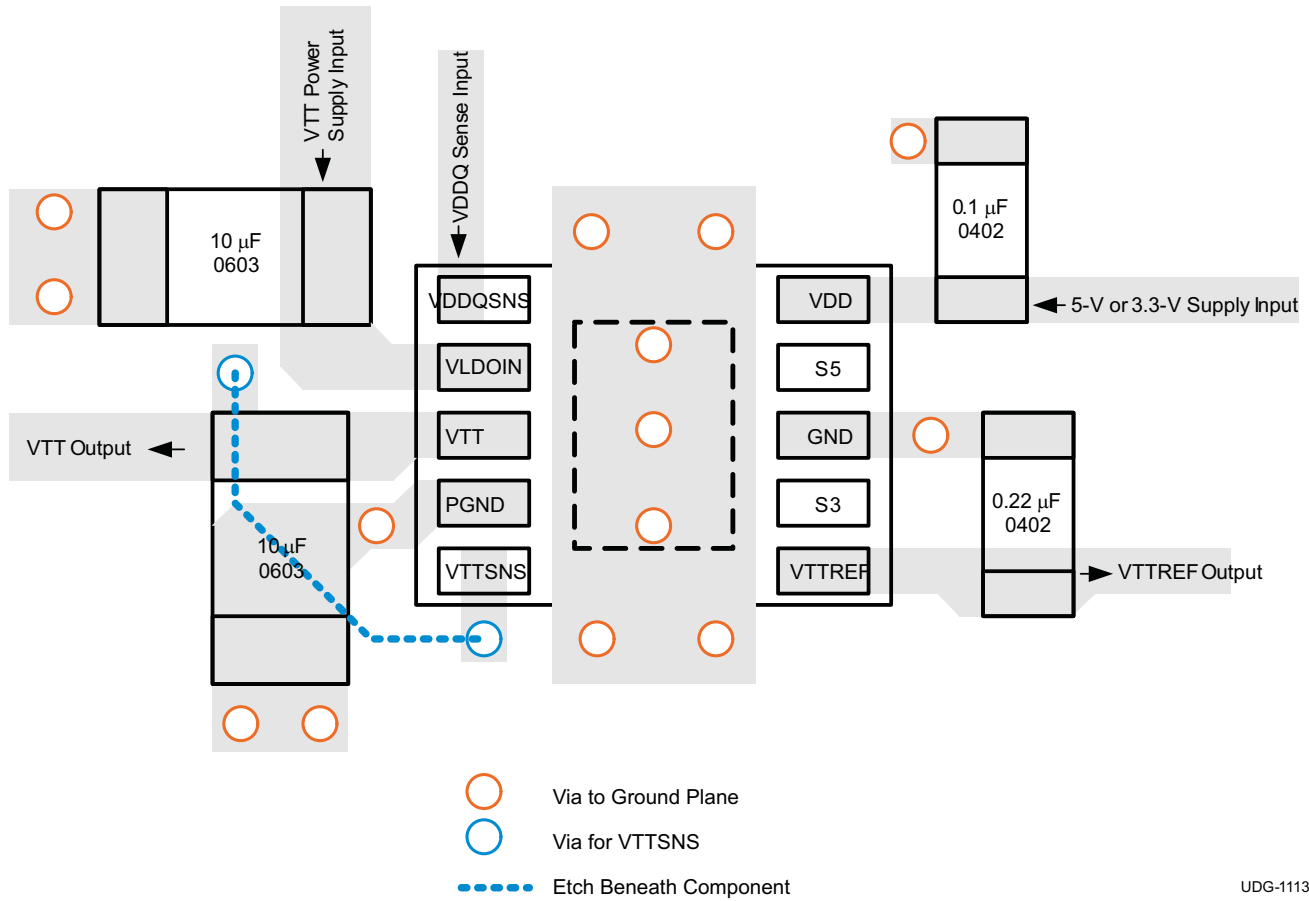 VTT Power
Supply Input
VDDQ Sense Input
10 μF
0603
0.1 μF
0402
VDDQSNS
VDD
5-V or 3.3-V Supply Input
VLDOIN
S5
VTT Output
VTT
GND
PGND
S3
0.22 μF
0402
10 μF
0603
VTTSNS
VTTREF
VTTREF Output
Via to Ground Plane
Via for VTTSNS
Etch Beneath Component
UDG-1113